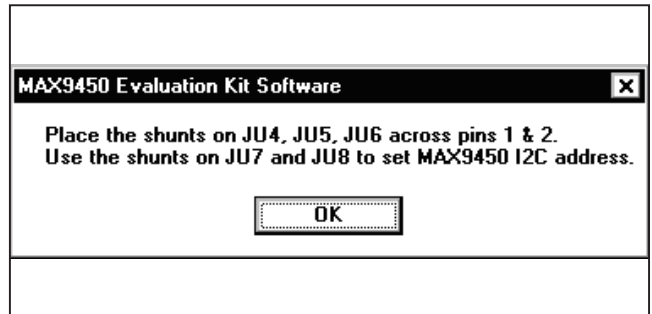 MAX9450 Evaluation Kit Software
Place the shunts on JU4, JU5, JU6 across pins 1 & 2.
Use the shunts on JU7 and JU8 to set MAX9450 I2C address.
OK